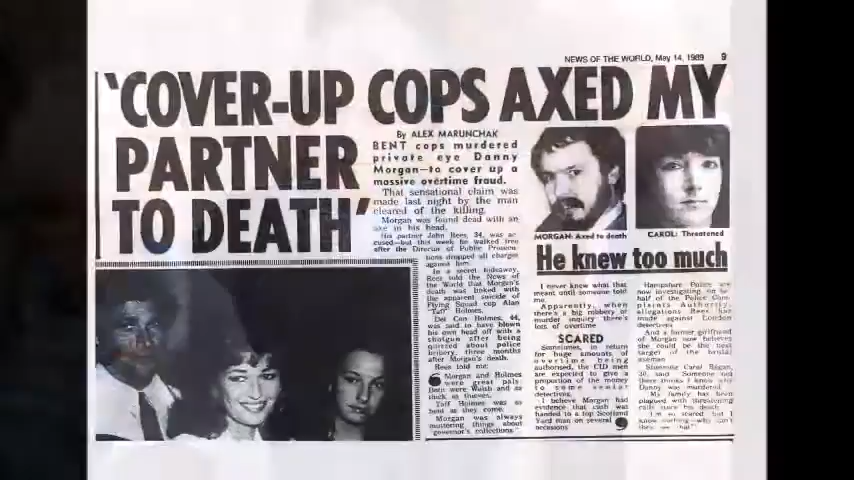 NEWS OF THE WORLD, May 14, 1989 9
'COVER-UP COPS AXED MY
PARTNER
TO DEATH'
By ALEX MARUNCHAK
BENT cops murdered
private eye Danny
Morgan—to cover up a
massive overtime fraud.
That sensational claim was
made last night by the man
cleared of the killing.
Morgan was found dead with an
axe in his head.
His partner John Rees, 34, was ac-
cused—but this week he walked free
after the Director of Public Prosecu-
tions dropped all charges
against him.
In a secret hideaway,
Rees told the News of
the World that Morgan's
death was linked with
the apparent suicide of
Flying Squad cop Alan
"Taff" Holmes.
Det Con Holmes, 44,
was said to have blown
his own head off with a
shotgun after being
quizzed about police
bribery, three months
after Morgan's death.
Rees told me:
Morgan and Holmes
were great pals.
Both were Welsh and as
thick as thieves.
Taff Holmes was as
bent as they come.
Morgan was always
muttering things about
'governor's collections.'
MORGAN: Axed to death
CAROL: Threatened
He knew too much
I never knew what that
meant until someone told
me.
Apparently, when
there's a big robbery or
murder inquiry there's
lots of overtime
SCARED
Sometimes, in return
for huge amounts of
overtime being
authorised, the CID men
are expected to give a
proportion of the money
to some senior
detectives.
I believe Morgan had
evidence that cash was
handed to a top Scotland
Yard man on several
occasions
Hampshire Police are
now investigating on be-
half of the Police Com-
plaints Authority,
allegations Rees has
made against London
detectives
And a former girlfriend
of Morgan now believes
she could be the next
target of the brutal
axeman
Carol Regan,
30, said Someone out
there thinks I know why
Danny was murdered.
My family has been
plagued with threatening
calls since his death
I'm so scared but I
know nothing—why can't
they see that"